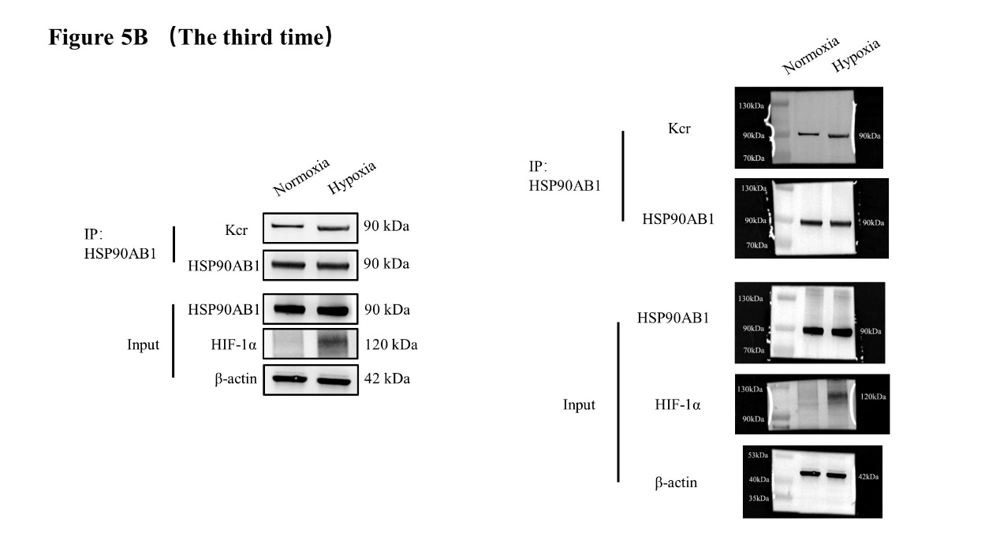 Figure 5B （The third time）
Normoxia Hypoxia
IP:
HSP90AB1
Kcr 90 kDa
HSP90AB1 90 kDa
Input
HSP90AB1 90 kDa
HIF-1α 120 kDa
β-actin 42 kDa
Normoxia Hypoxia
IP:
HSP90AB1
Kcr
130kDa
90kDa 90kDa
70kDa
HSP90AB1
130kDa
90kDa 90kDa
70kDa
Input
HSP90AB1
130kDa
90kDa 90kDa
70kDa
HIF-1α
130kDa
120kDa
90kDa
β-actin
53kDa
40kDa 42kDa
35kDa